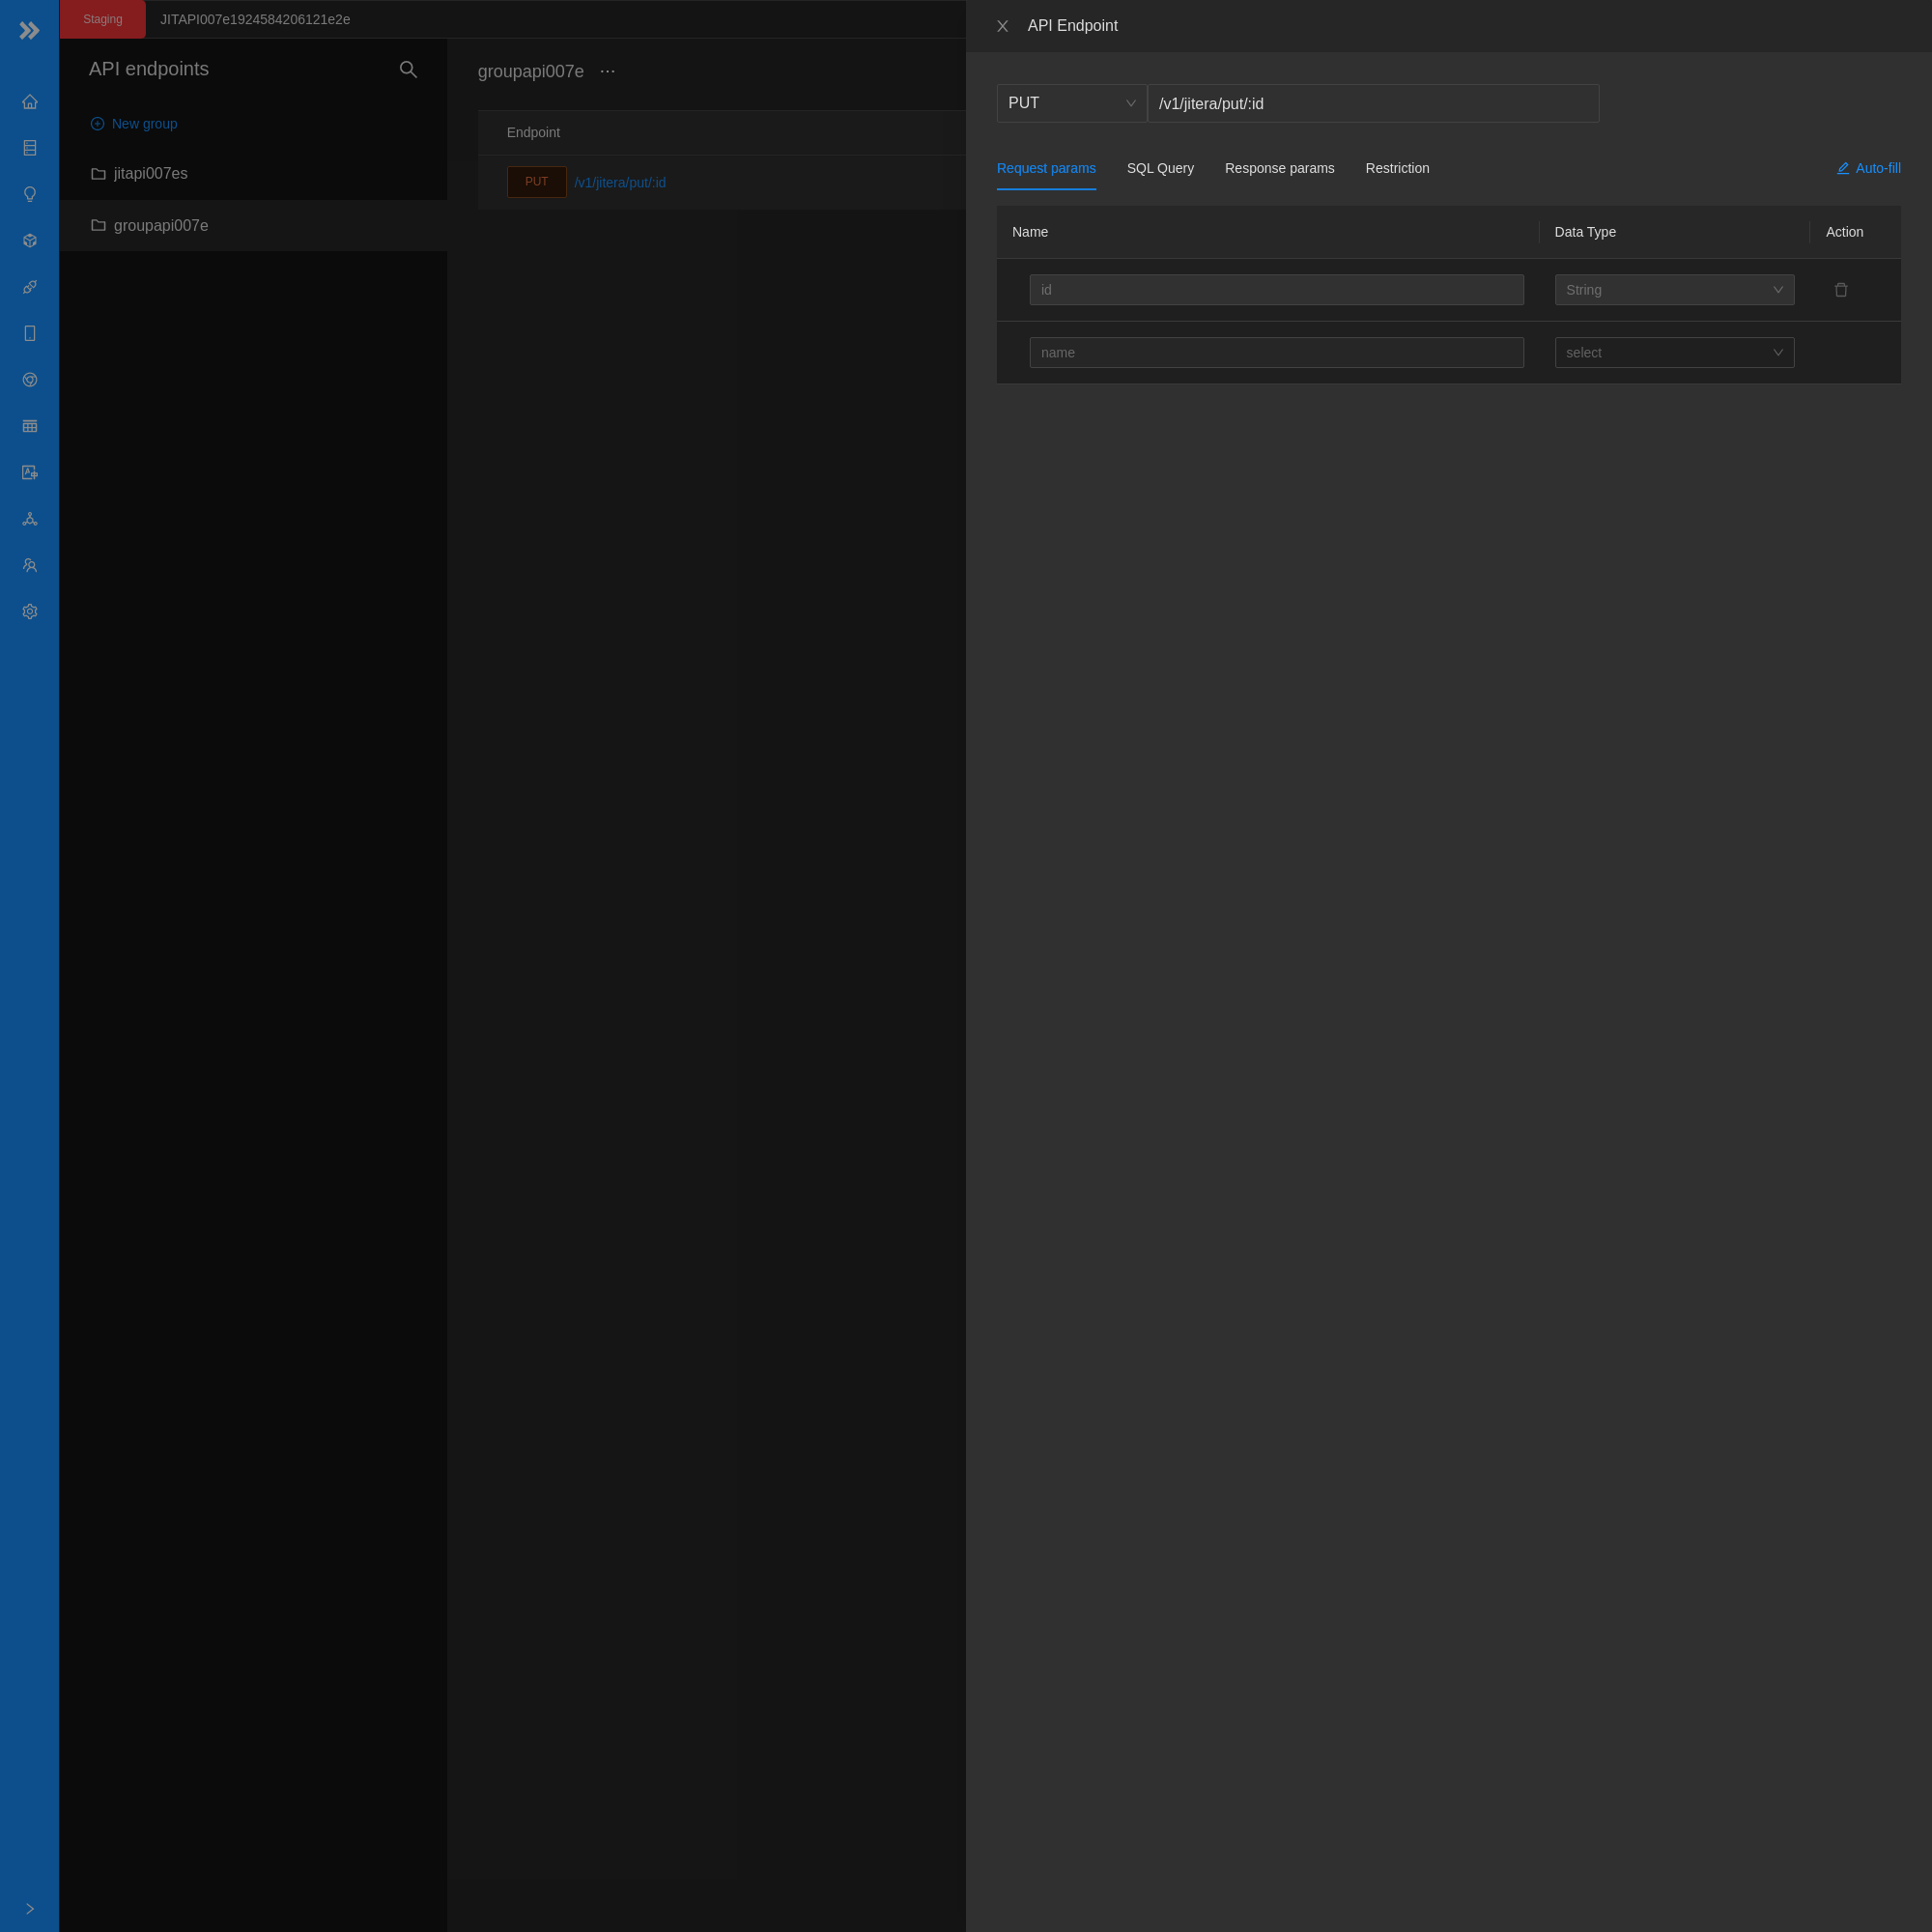 Staging
JITAPI007e1924584206121e2e
API endpoints
New group
jitapi007es
groupapi007e
groupapi007e ···
Endpoint
PUT /v1/jitera/put/:id
API Endpoint
PUT /v1/jitera/put/:id
Request params SQL Query Response params Restriction Auto-fill
Name Data Type Action
id String
name select